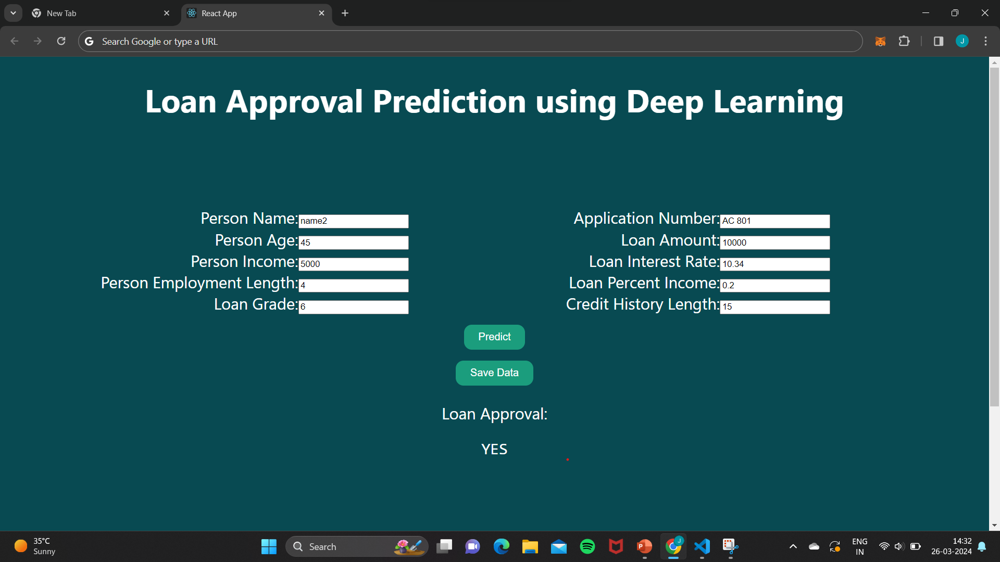 New Tab
React App
Search Google or type a URL
J
Loan Approval Prediction using Deep Learning
Person Name: name2
Person Age: 45
Person Income: 5000
Person Employment Length: 4
Loan Grade: 6
Application Number: AC 801
Loan Amount: 10000
Loan Interest Rate: 10.34
Loan Percent Income: 0.2
Credit History Length: 15
Predict
Save Data
Loan Approval:
YES
35°C
Sunny
Search
P
J
ENG
IN
14:32
26-03-2024